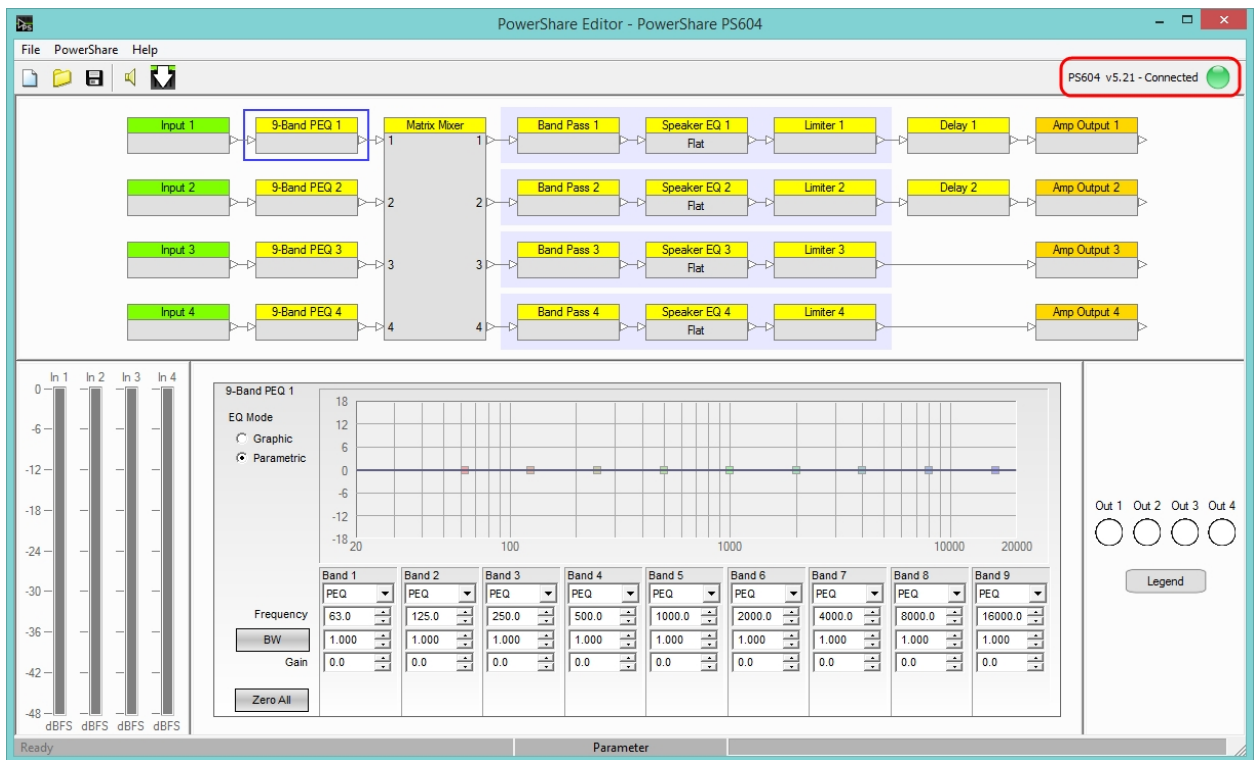 PowerShare Editor - PowerShare PS604
File PowerShare Help
PS604 v5.21 - Connected
Input 1 9-Band PEQ 1 Matrix Mixer Band Pass 1 Speaker EQ 1 Limiter 1 Delay 1 Amp Output 1
1 1 Flat
Input 2 9-Band PEQ 2 Band Pass 2 Speaker EQ 2 Limiter 2 Delay 2 Amp Output 2
2 2 Flat
Input 3 9-Band PEQ 3 Band Pass 3 Speaker EQ 3 Limiter 3 Amp Output 3
3 3 Flat
Input 4 9-Band PEQ 4 Band Pass 4 Speaker EQ 4 Limiter 4 Amp Output 4
4 4 Flat
In 1 In 2 In 3 In 4
0
-6
-12
-18
-24
-30
-36
-42
-48
dBFS dBFS dBFS dBFS
9-Band PEQ 1
EQ Mode
Graphic
Parametric
18
12
6
0
-6
-12
-18
20 100 1000 10000 20000
Band 1 Band 2 Band 3 Band 4 Band 5 Band 6 Band 7 Band 8 Band 9
PEQ PEQ PEQ PEQ PEQ PEQ PEQ PEQ PEQ
Frequency 63.0 125.0 250.0 500.0 1000.0 2000.0 4000.0 8000.0 16000.0
BW 1.000 1.000 1.000 1.000 1.000 1.000 1.000 1.000 1.000
Gain 0.0 0.0 0.0 0.0 0.0 0.0 0.0 0.0 0.0
Zero All
Out 1 Out 2 Out 3 Out 4
Legend
Ready Parameter